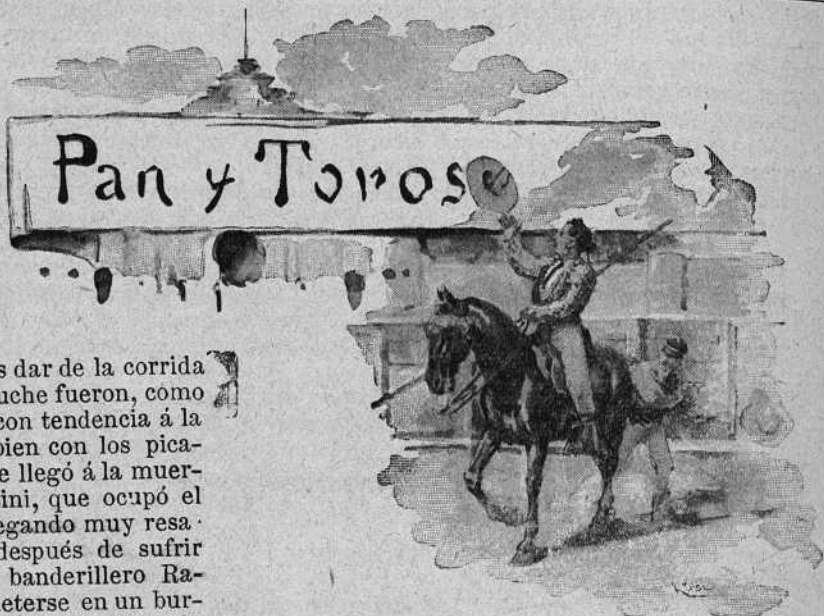 Pan y Toros
s dar de la corrida
uche fueron, como
con tendencia á la
bien con los pica-
e llegó á la muer-
ini, que ocupó el
egando muy resa
después de sufrir
banderillero Ra-
eterse en un bur-